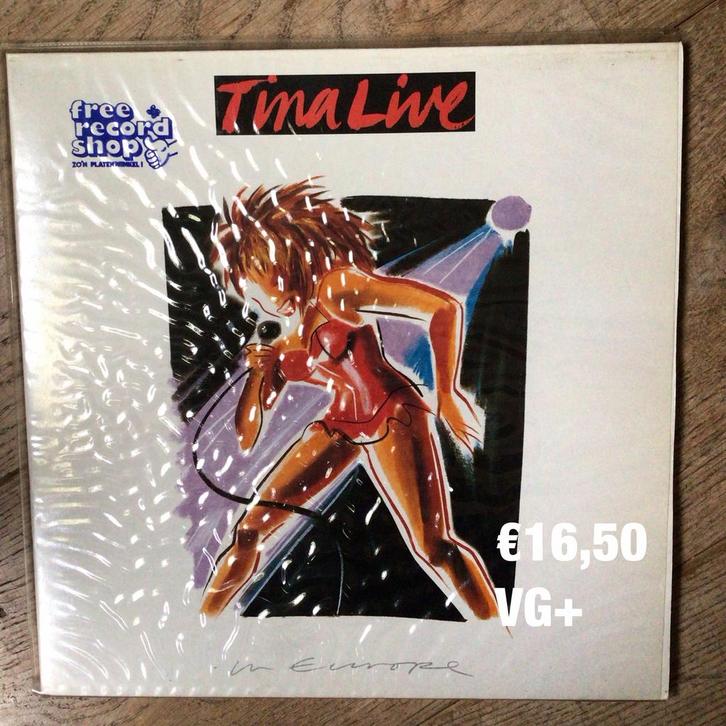 Tina Live
free
record
shop
ZO'N PLATENWINKEL!
€16,50
VG+
in Europe